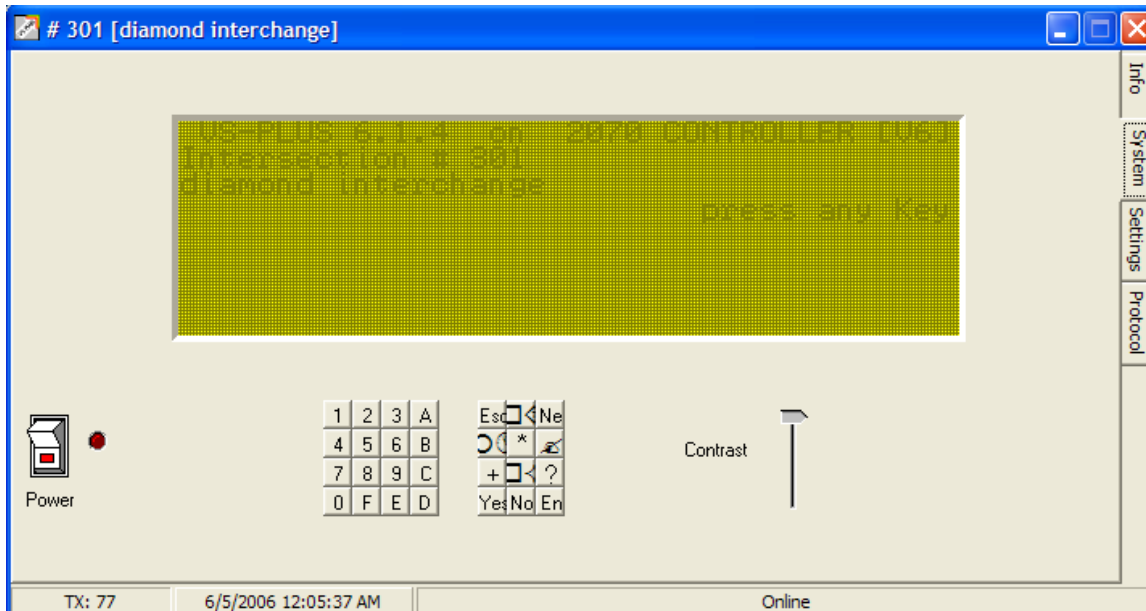 # 301 [diamond interchange]
Info
System
Settings
Protocol
VS-PLUS 6.1.4 on 2070 CONTROLLER [V6]
Intersection # 301
diamond interchange
press any Key
Power
1 2 3 A
4 5 6 B
7 8 9 C
0 F E D
Esc Ne
*
+ ?
Yes No En
Contrast
TX: 77
6/5/2006 12:05:37 AM
Online